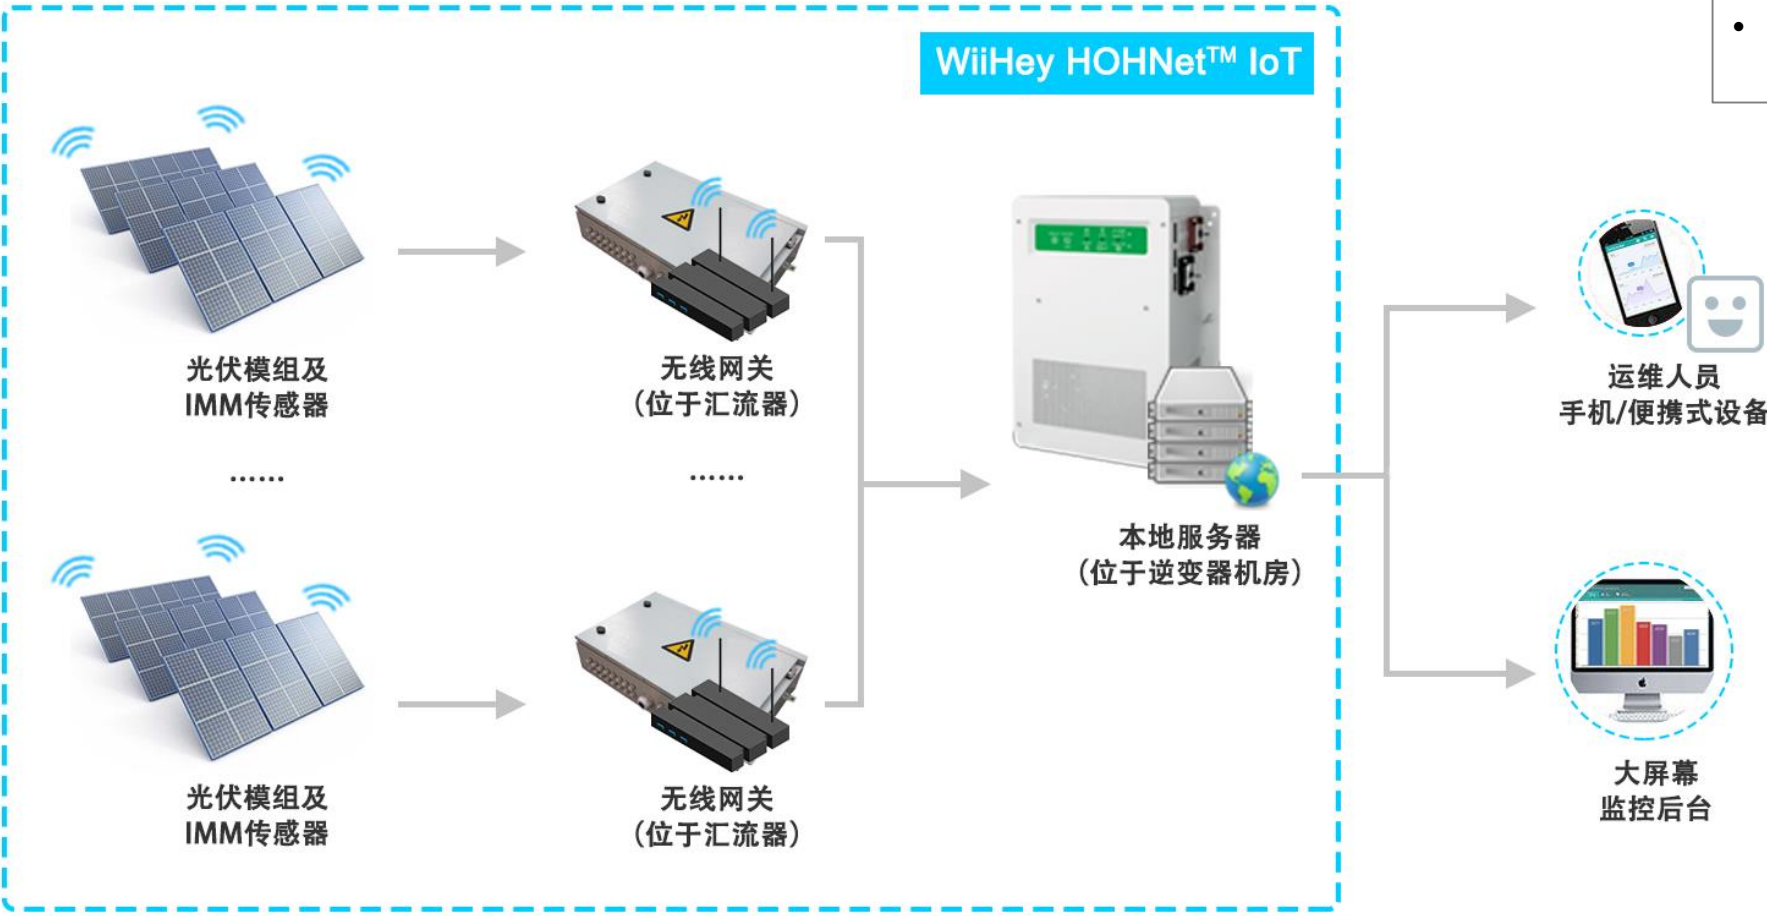 WiiHey HOHNet™ IoT
光伏模组及
IMM传感器
无线网关
（位于汇流器）
运维人员
手机/便携式设备
......
......
本地服务器
（位于逆变器机房）
光伏模组及
IMM传感器
无线网关
（位于汇流器）
大屏幕
监控后台